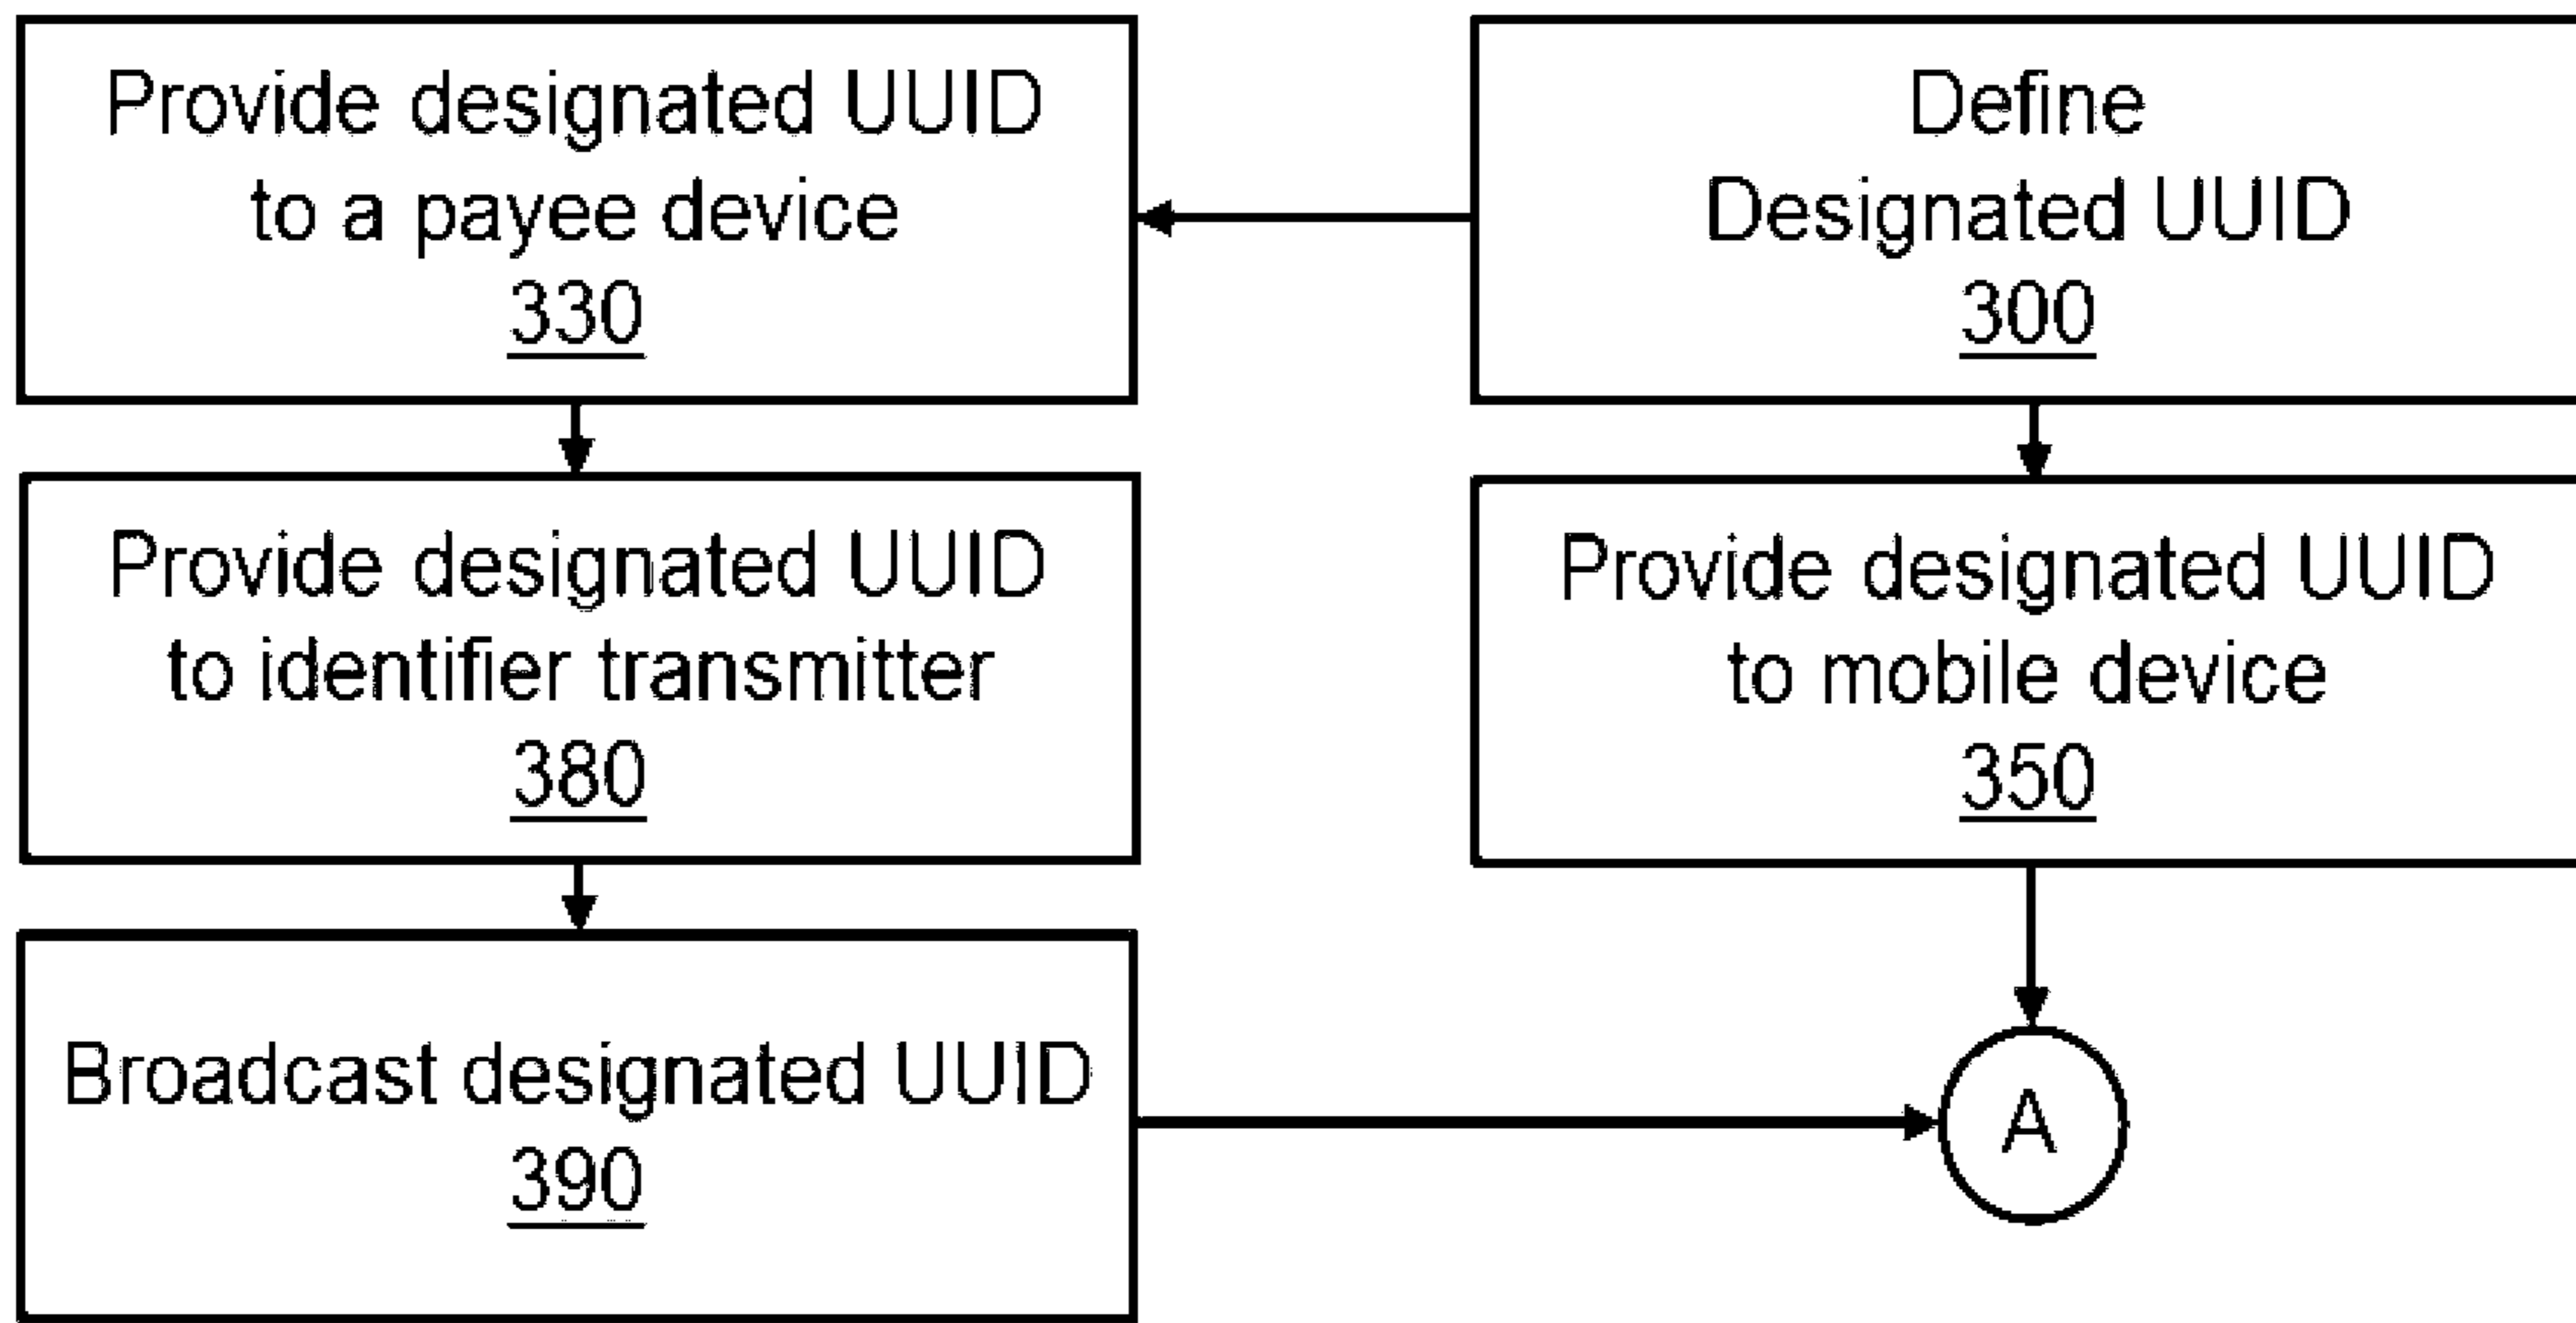 Provide designated UUID
to a payee device
330
Define
Designated UUID
300
Provide designated UUID
to identifier transmitter
380
Provide designated UUID
to mobile device
350
Broadcast designated UUID
390
A